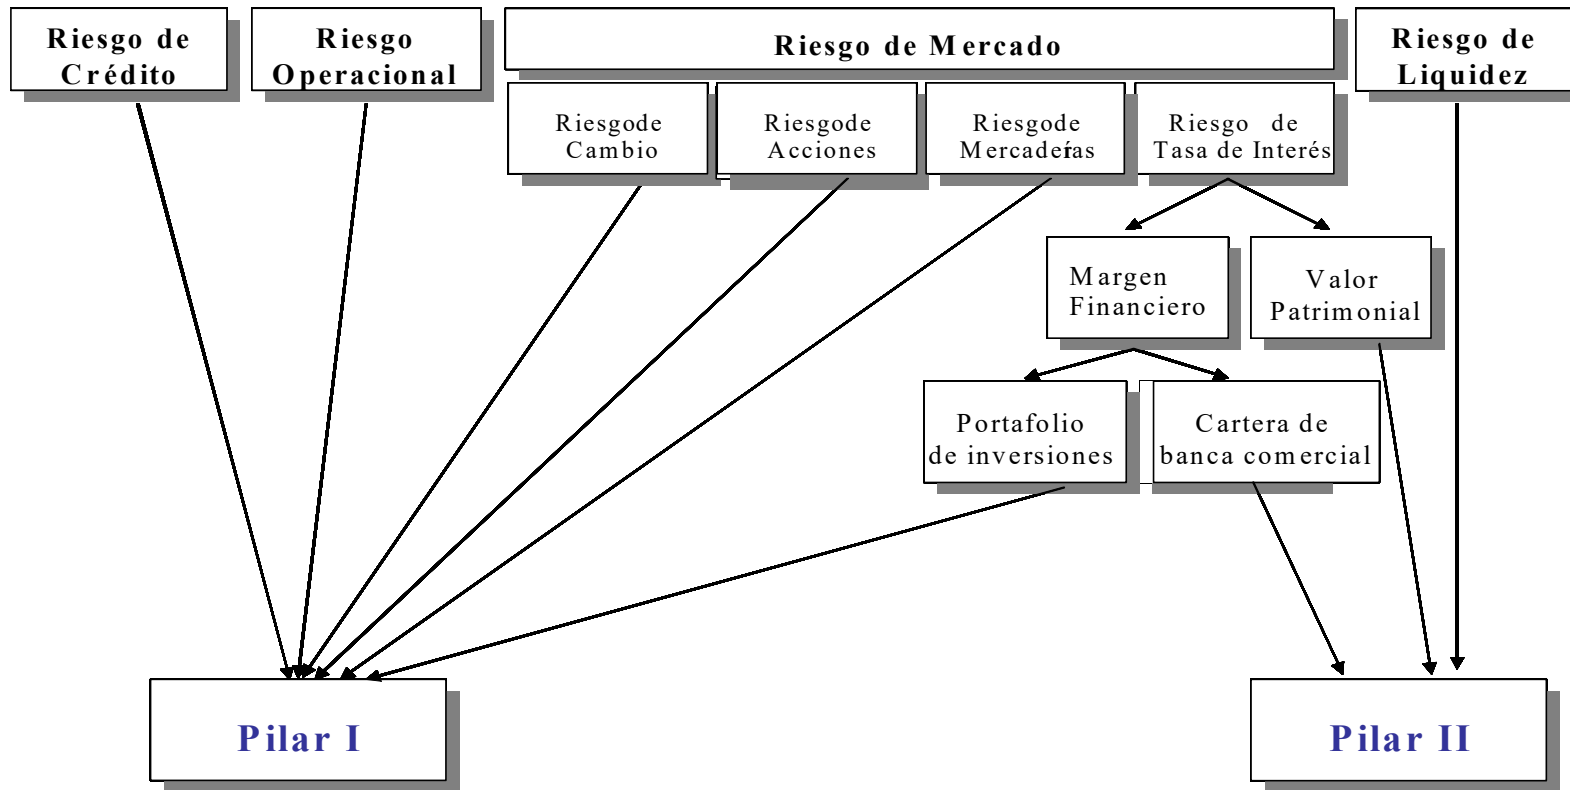 Riesgo de
Crédito
Riesgo
Operacional
Riesgo de Mercado
Riesgo de
Liquidez
Riesgode
Cambio
Riesgode
Acciones
Riesgode
Mercaderías
Riesgo de
Tasa de Interés
Margen
Financiero
Valor
Patrimonial
Portafolio
de inversiones
Cartera de
banca comercial
Pilar I
Pilar II